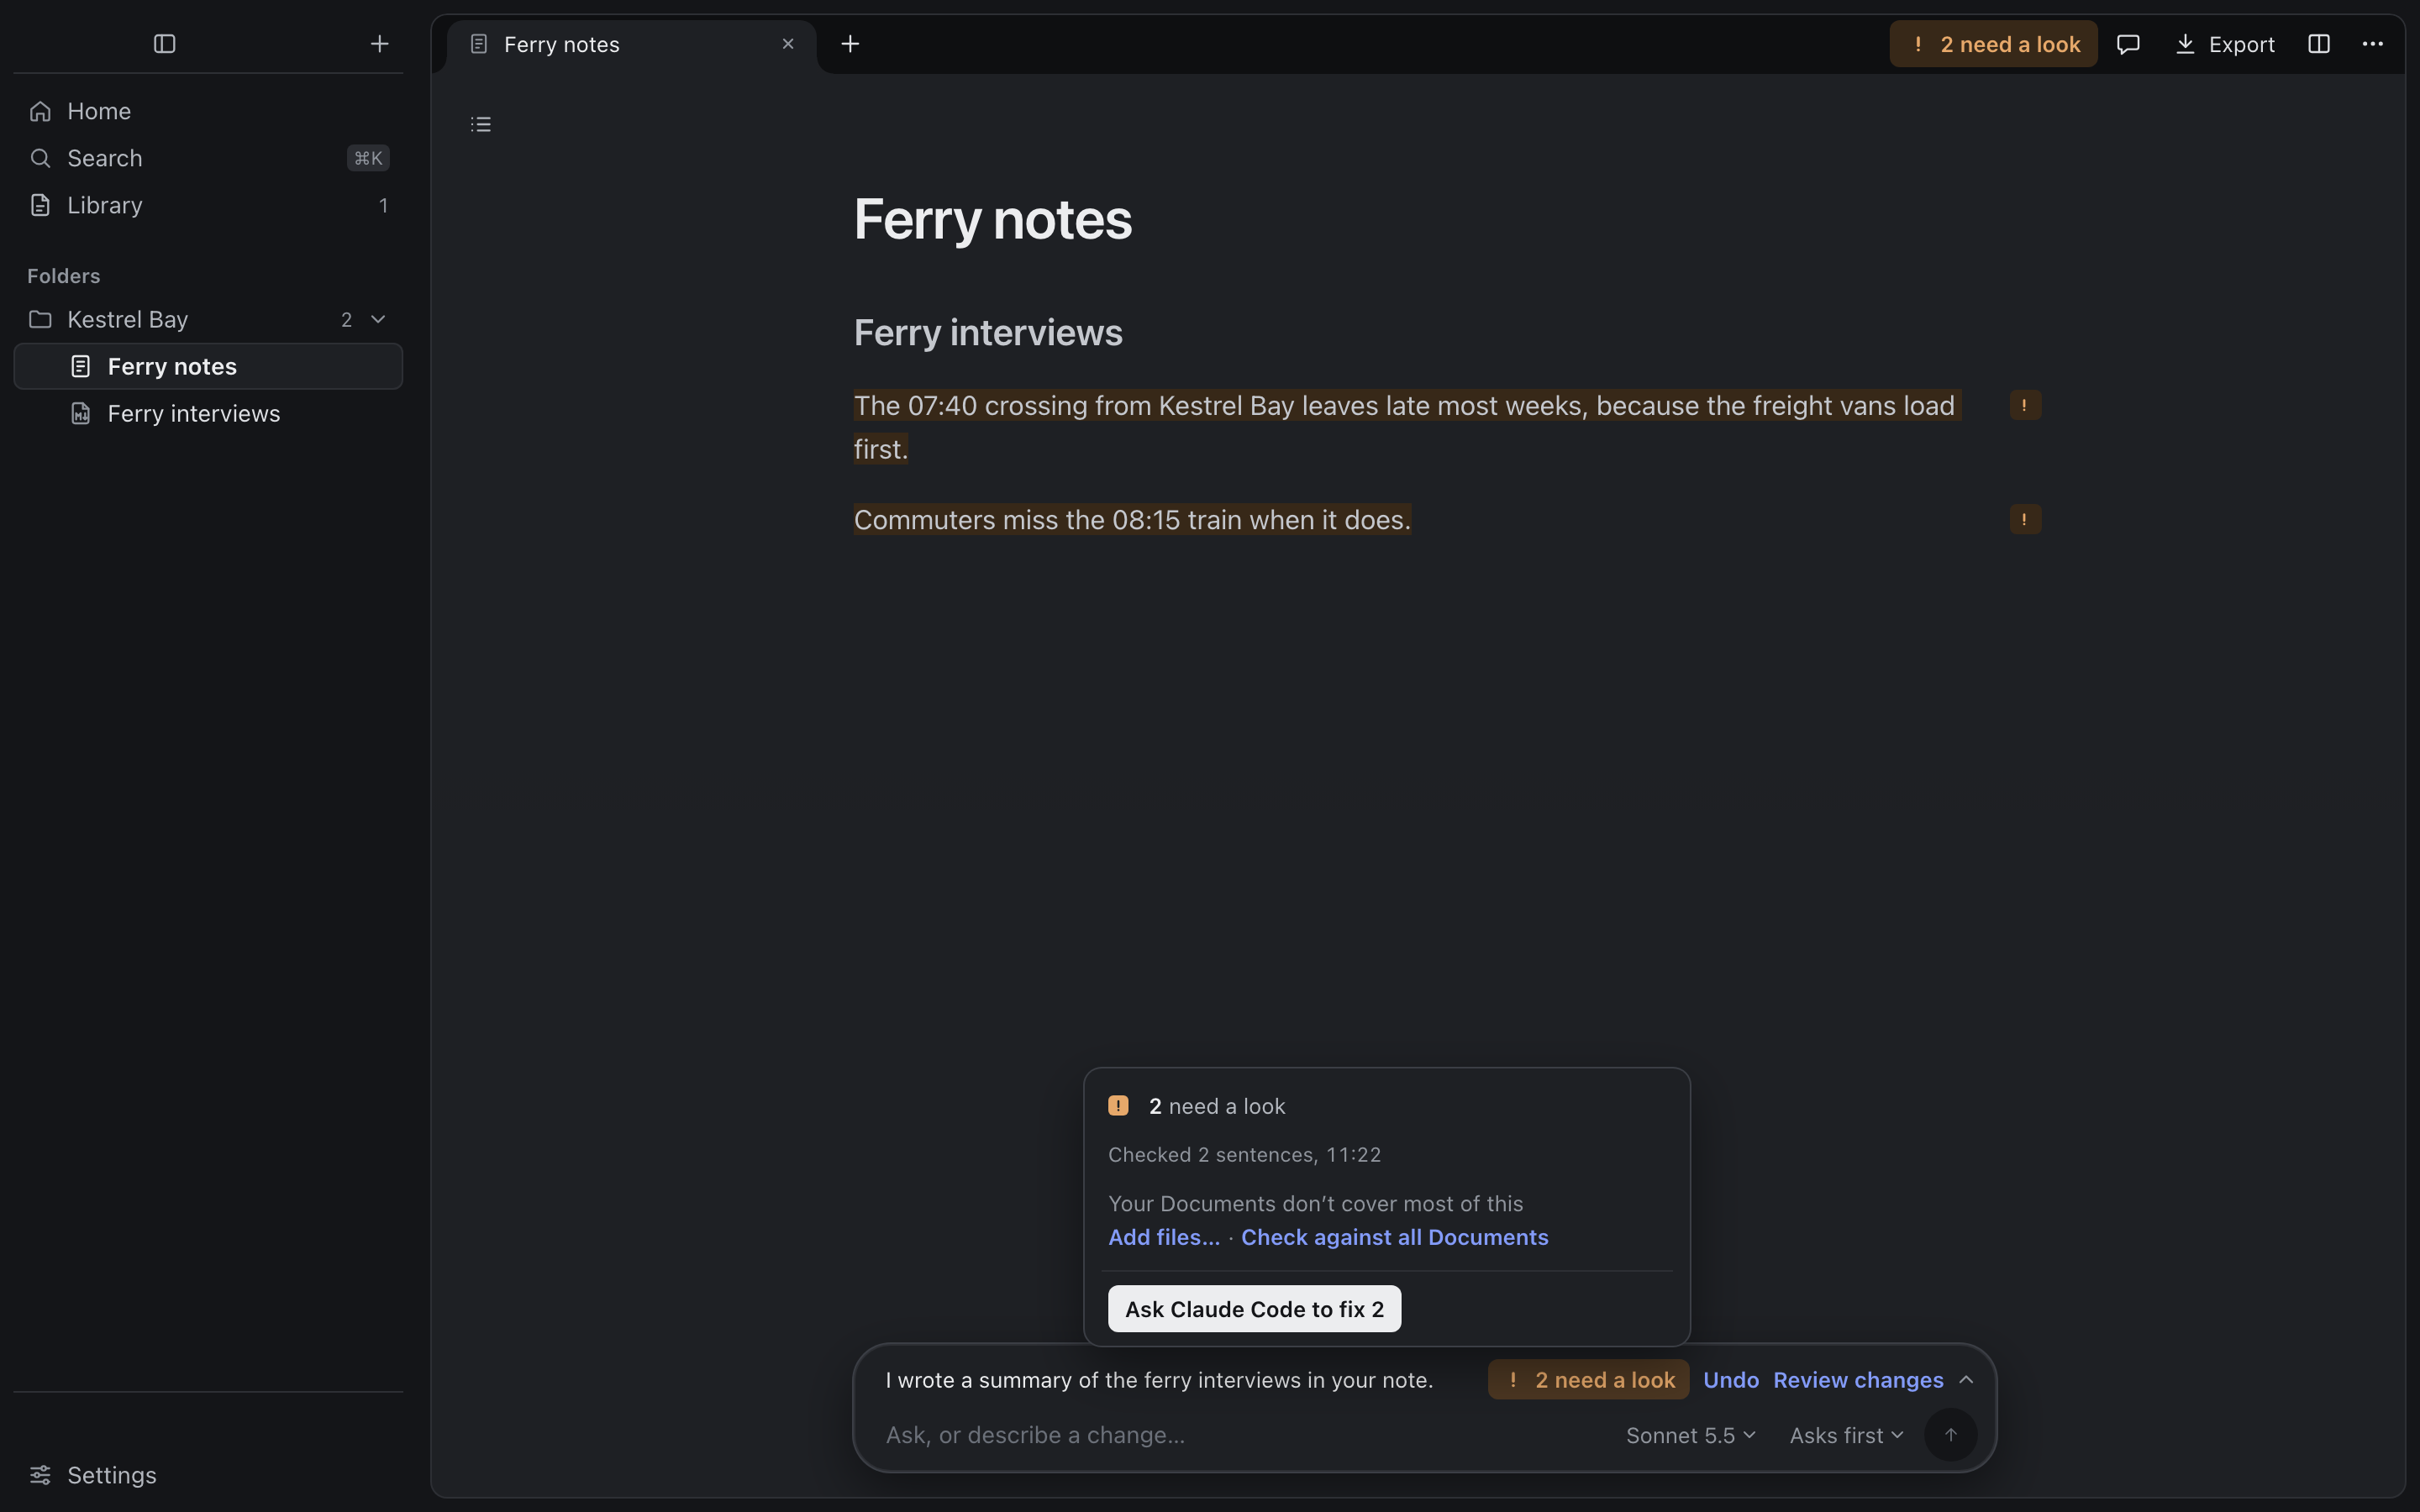 Home
Search ⌘K
Library 1
Folders
Kestrel Bay 2
Ferry notes
Ferry interviews
Settings
Ferry notes
! 2 need a look
Export
Ferry notes
Ferry interviews
The 07:40 crossing from Kestrel Bay leaves late most weeks, because the freight vans load !
first.
Commuters miss the 08:15 train when it does. !
! 2 need a look
Checked 2 sentences, 11:22
Your Documents don’t cover most of this
Add files... · Check against all Documents
Ask Claude Code to fix 2
I wrote a summary of the ferry interviews in your note. ! 2 need a look Undo Review changes
Ask, or describe a change... Sonnet 5.5 Asks first